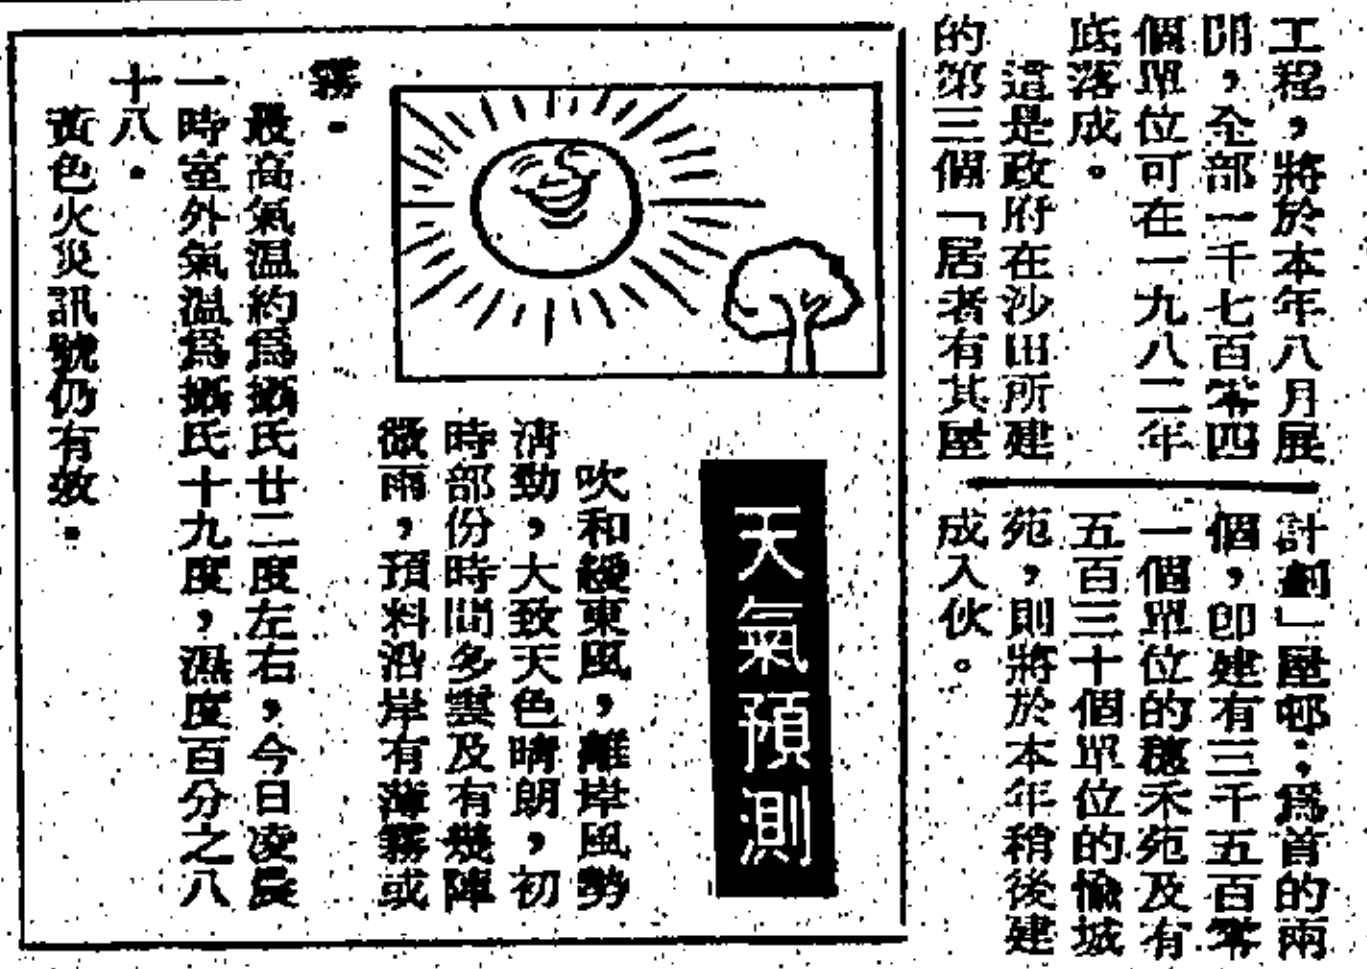 工程，將於本年八月展
開，全部一千七百零四
個單位可在一九八二年
底落成。
這是政府在沙田所建
的第三個「居者有其屋
計劃」屋邨；為首的兩
個，即建有三千五百零
一個單位的穗禾苑及有
五百三十個單位的愉城
苑，則將於本年稍後建
成入伙。
天氣預測
吹和緩東風，離岸風勢
清勁，大致天色晴朗，初
時部份時間多雲及有幾陣
微雨，預料沿岸有薄霧或
霧。
最高氣温約爲攝氏廿二度左右，今日凌晨
一時室外氣温爲攝氏十九度，濕度百分之八
十八。
黃色火災訊號仍有效。